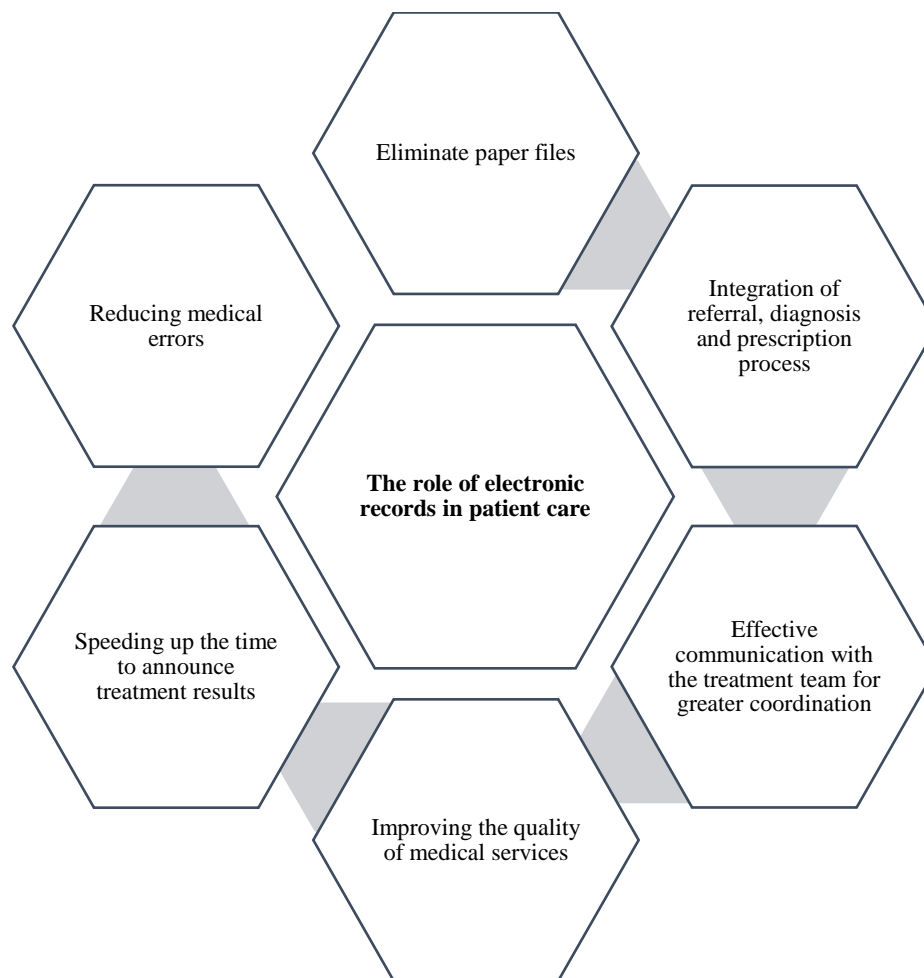 Eliminate paper files
Integration of
referral, diagnosis
and prescription
process
Reducing medical
errors
The role of electronic
records in patient care
Effective
communication with
the treatment team for
greater coordination
Speeding up the time
to announce
treatment results
Improving the quality
of medical services